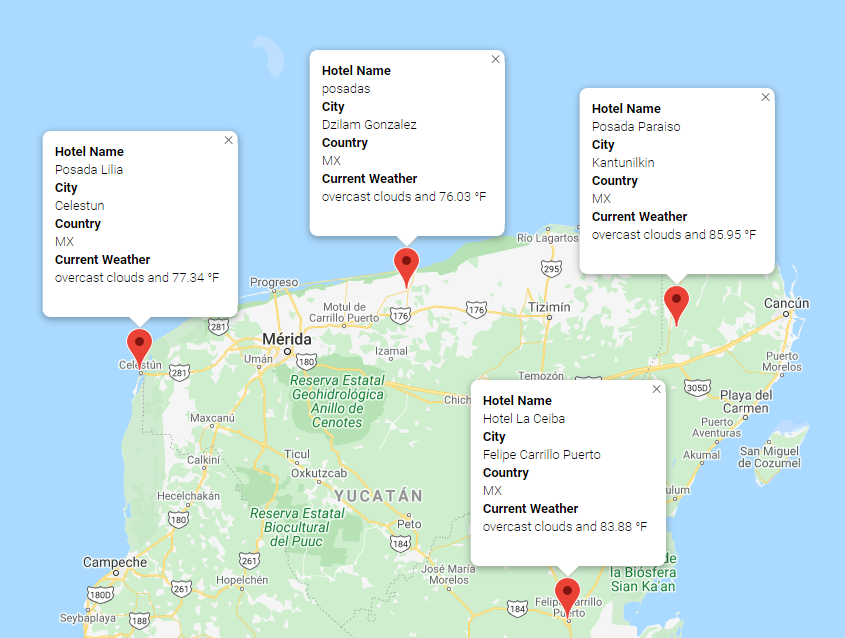 Hotel Name
posadas
City
Dzilam Gonzalez
Country
MX
Current Weather
overcast clouds and 76.03 °F
Hotel Name
Posada Paraiso
City
Kantunilkin
Country
MX
Current Weather
overcast clouds and 85.95 °F
Hotel Name
Posada Lilia
City
Celestun
Country
MX
Current Weather
overcast clouds and 77.34 °F
Hotel Name
Hotel La Ceiba
City
Felipe Carrillo Puerto
Country
MX
Current Weather
overcast clouds and 83.88 °F
Río Lagartos
295
Progreso
Motul de
Carrillo Puerto
176
176
Tizimín
Cancún
281
Mérida
Izamal
Umán
180
Celestún
281
Puerto
Morelos
Temozón
305D
Reserva Estatal
Geohidrológica
Anillo de
Cenotes
Playa del
Carmen
Maxcanú
Puerto
Aventuras
Ticul
Calkiní
Akumal
San Miguel
de Cozumel
Oxkutzcab
Hecelchakán
YUCATÁN
180
Reserva Estatal
Biocultural
del Puuc
Peto
184
Campeche
261
José María
Morelos
la Biósfera
Sian Ka'an
Hopelchén
261
180D
184
Felipe Carrillo
Puerto
Seybaplaya
188